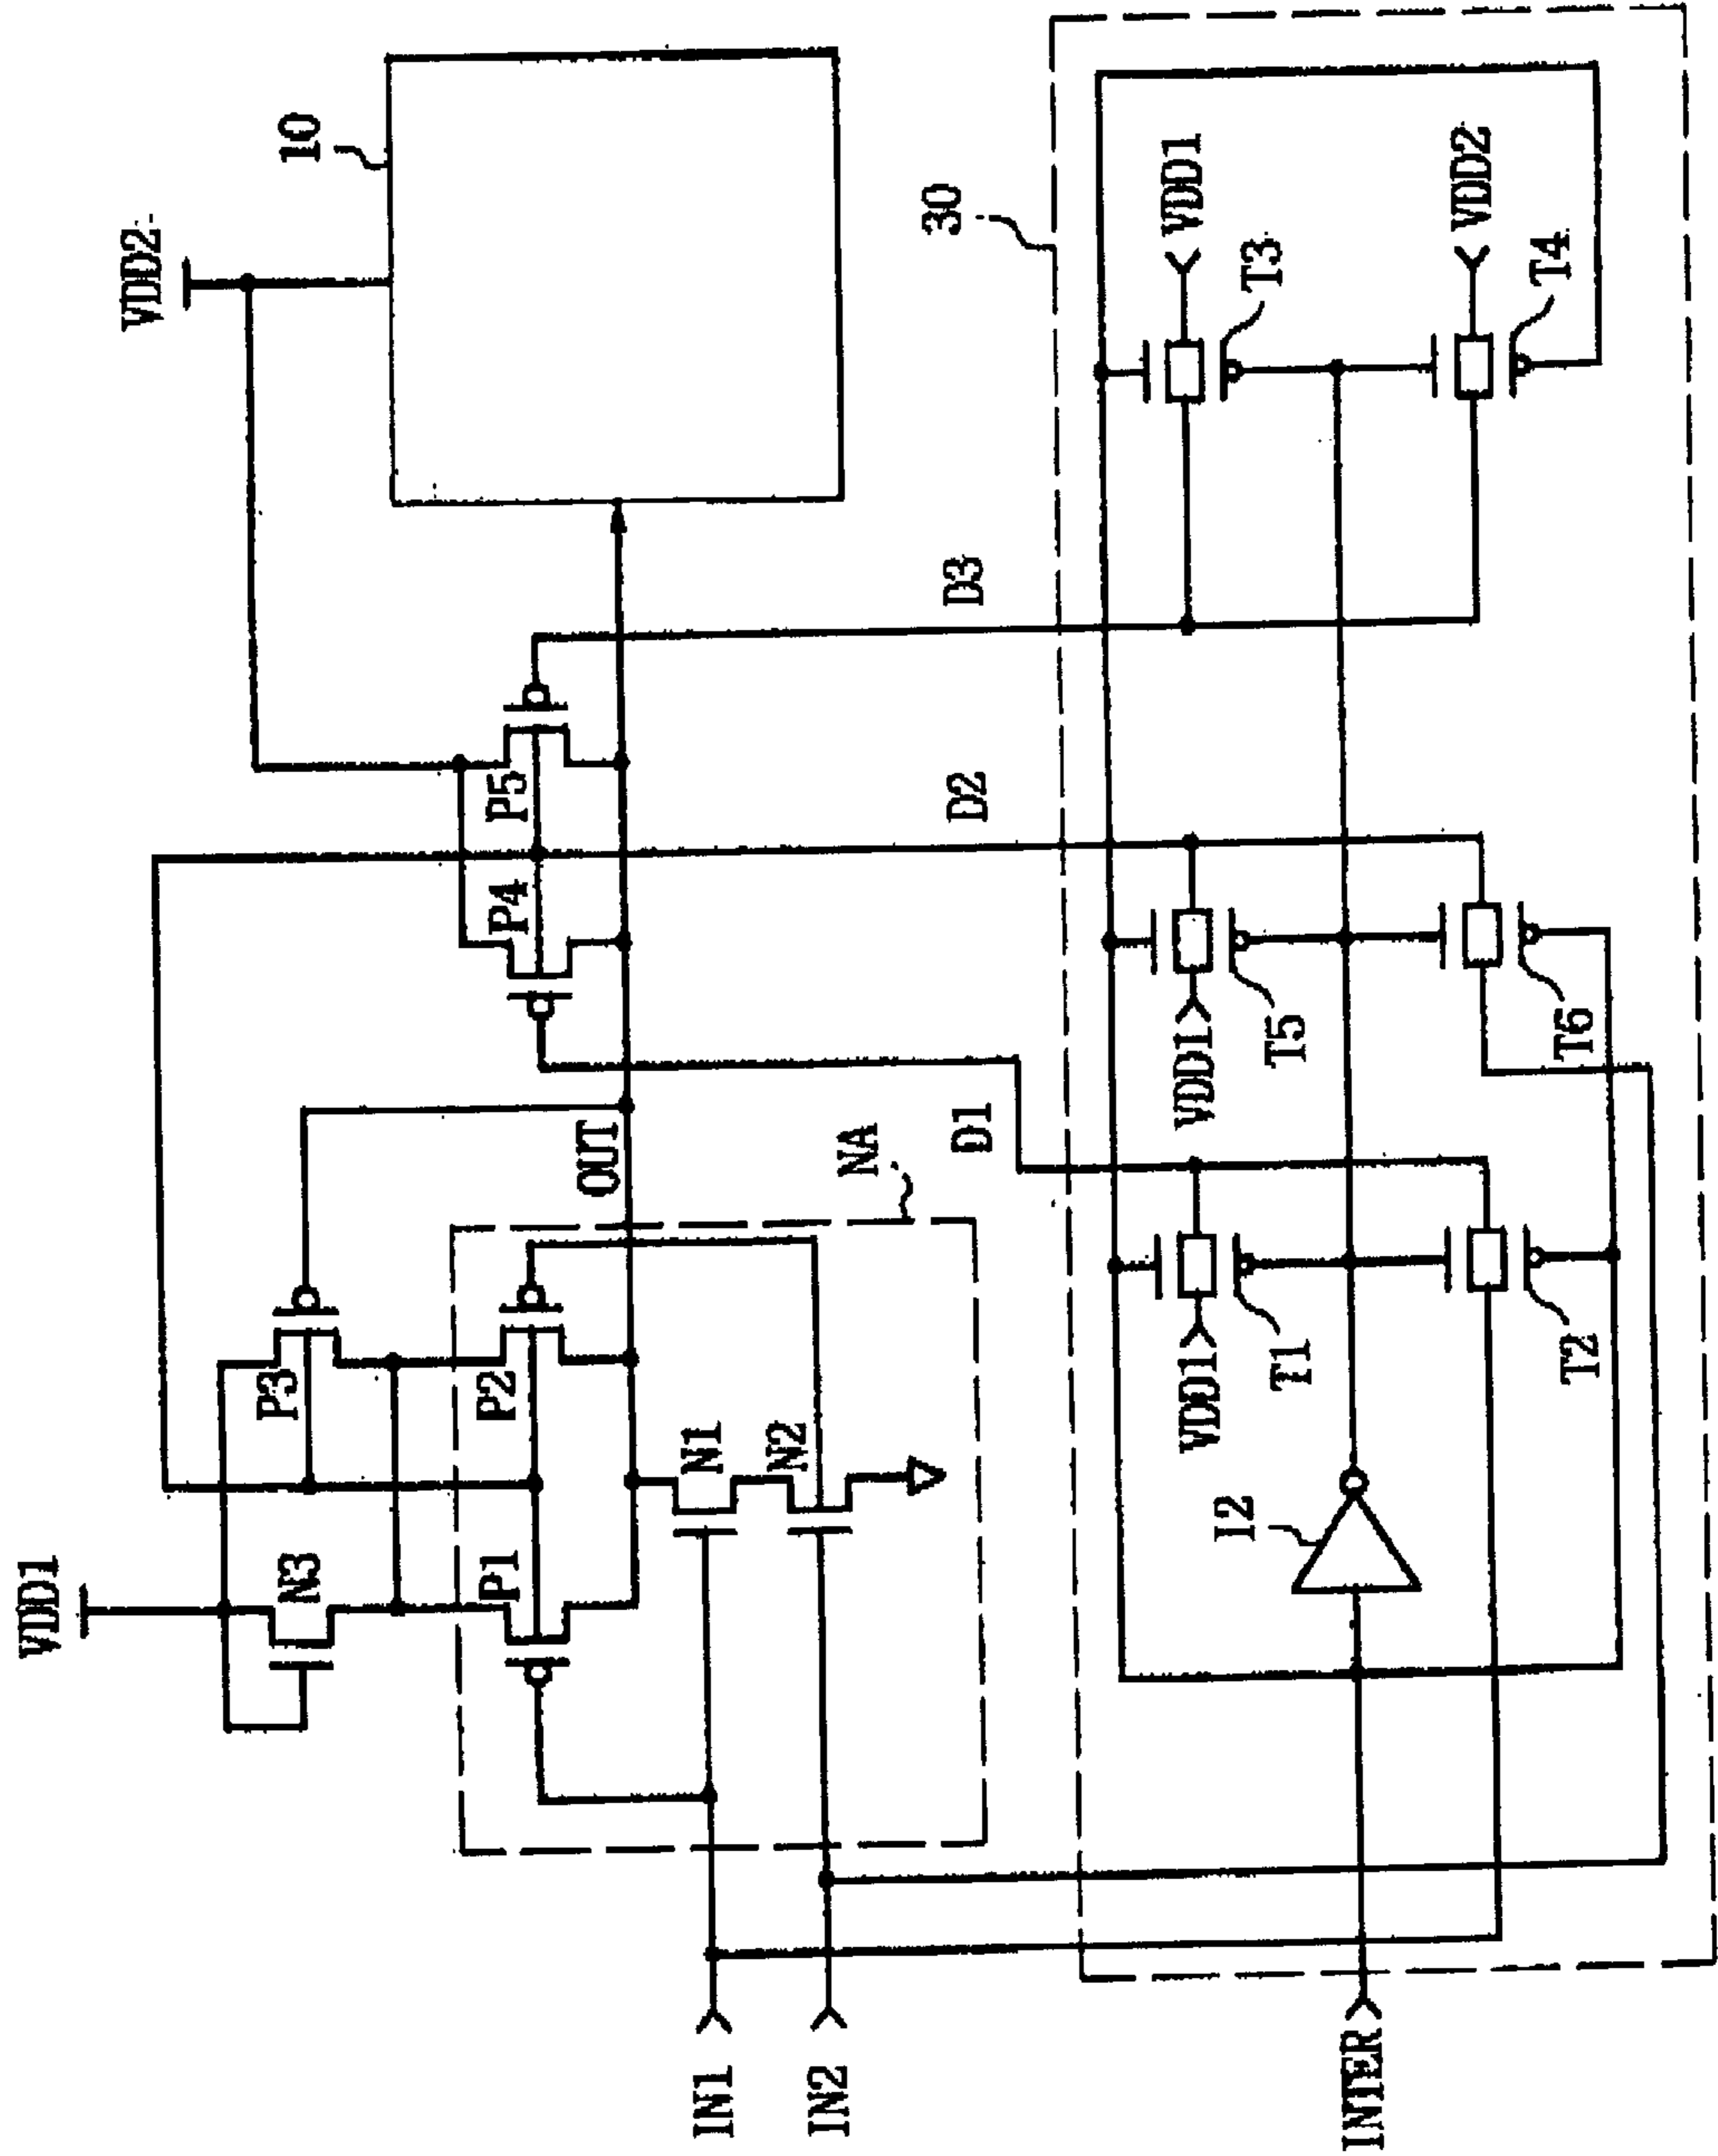 VDD1
VDD2
10
N3
P3
P1
P2
P4
P5
OUT
N1
N2
NA
IN1
IN2
D1
D2
D3
30
VDD1
VDD1
VDD1
T1
T5
T3
I2
INTER
VDD2
T2
T6
T4